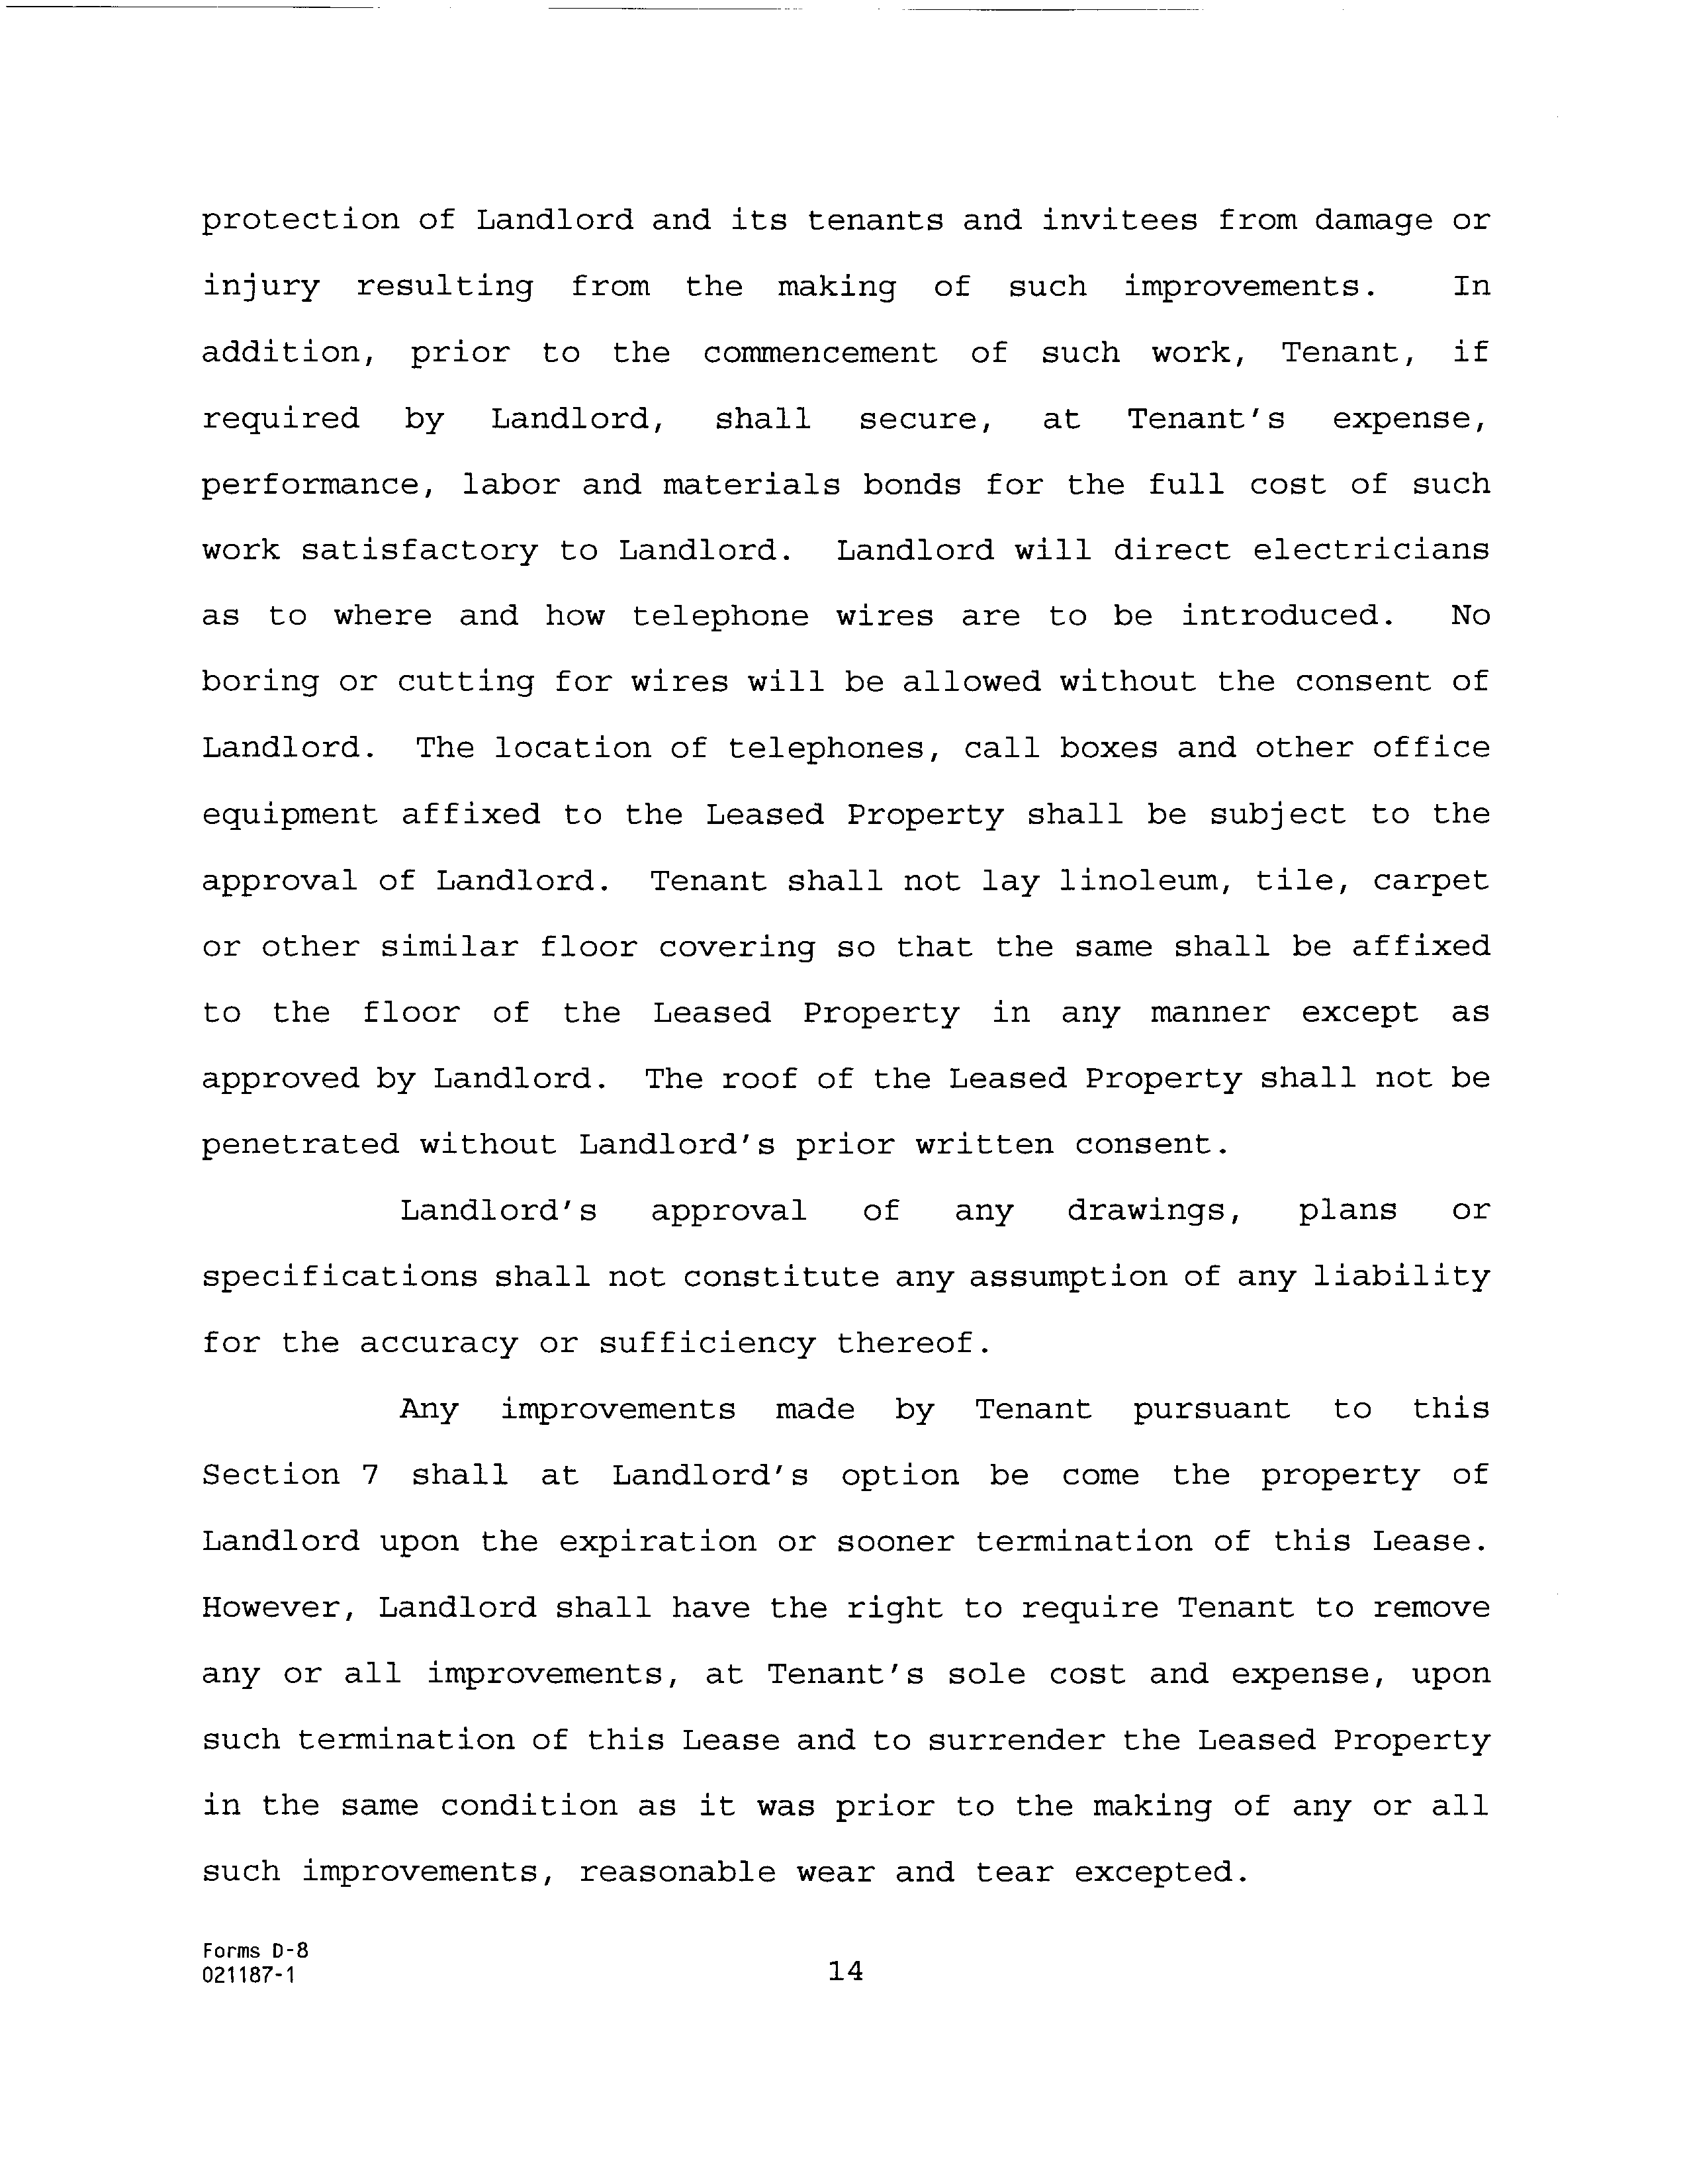 protection of Landlord and its tenants and invitees from damage or
injury resulting from the making of such improvements. In
addition, prior to the commencement of such work, Tenant, if
required by Landlord, shall secure, at Tenant's expense,
performance, labor and materials bonds for the full cost of such
work satisfactory to Landlord. Landlord will direct electricians
as to where and how telephone wires are to be introduced. No
boring or cutting for wires will be allowed without the consent of
Landlord. The location of telephones, call boxes and other office
equipment affixed to the Leased Property shall be subject to the
approval of Landlord. Tenant shall not lay linoleum, tile, carpet
or other similar floor covering so that the same shall be affixed
to the floor of the Leased Property in any manner except as
approved by Landlord. The roof of the Leased Property shall not be
penetrated without Landlord's prior written consent.
Landlord's approval of any drawings, plans or
specifications shall not constitute any assumption of any liability
for the accuracy or sufficiency thereof.
Any improvements made by Tenant pursuant to this
Section 7 shall at Landlord's option be come the property of
Landlord upon the expiration or sooner termination of this Lease.
However, Landlord shall have the right to require Tenant to remove
any or all improvements, at Tenant's sole cost and expense, upon
such termination of this Lease and to surrender the Leased Property
in the same condition as it was prior to the making of any or all
such improvements, reasonable wear and tear excepted.
Forms D-8
021187-1
14